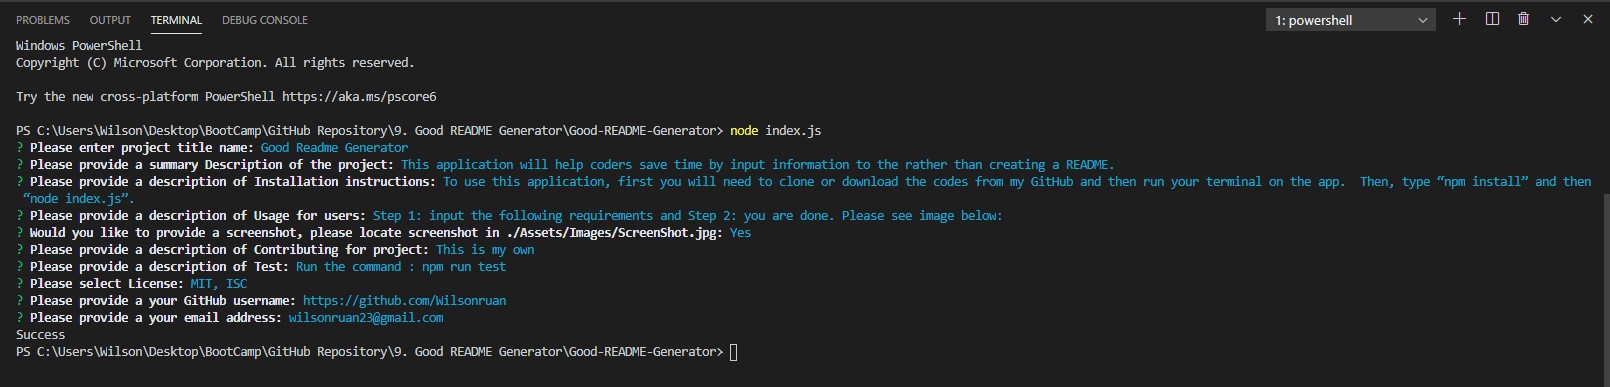 PROBLEMS OUTPUT TERMINAL DEBUG CONSOLE 1: powershell
Windows PowerShell
Copyright (C) Microsoft Corporation. All rights reserved.
Try the new cross-platform PowerShell https://aka.ms/pscore6
PS C:\Users\Wilson\Desktop\BootCamp\GitHub Repository\9. Good README Generator\Good-README-Generator> node index.js
? Please enter project title name: Good Readme Generator
? Please provide a summary Description of the project: This application will help coders save time by input information to the rather than creating a README.
? Please provide a description of Installation instructions: To use this application, first you will need to clone or download the codes from my GitHub and then run your terminal on the app.  Then, type “npm install” and then
“node index.js”.
? Please provide a description of Usage for users: Step 1: input the following requirements and Step 2: you are done. Please see image below:
? Would you like to provide a screenshot, please locate screenshot in ./Assets/Images/ScreenShot.jpg: Yes
? Please provide a description of Contributing for project: This is my own
? Please provide a description of Test: Run the command : npm run test
? Please select License: MIT, ISC
? Please provide a your GitHub username: https://github.com/Wilsonruan
? Please provide a your email address: wilsonruan23@gmail.com
Success
PS C:\Users\Wilson\Desktop\BootCamp\GitHub Repository\9. Good README Generator\Good-README-Generator>